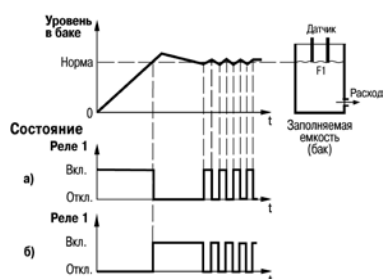 Уровень
в баке
Норма
0
t
Датчик
F1
Расход
Заполняемая
емкость
(бак)
Состояние
Реле 1
а)
Вкл.
Откл.
t
Реле 1
б)
Вкл.
Откл.
t